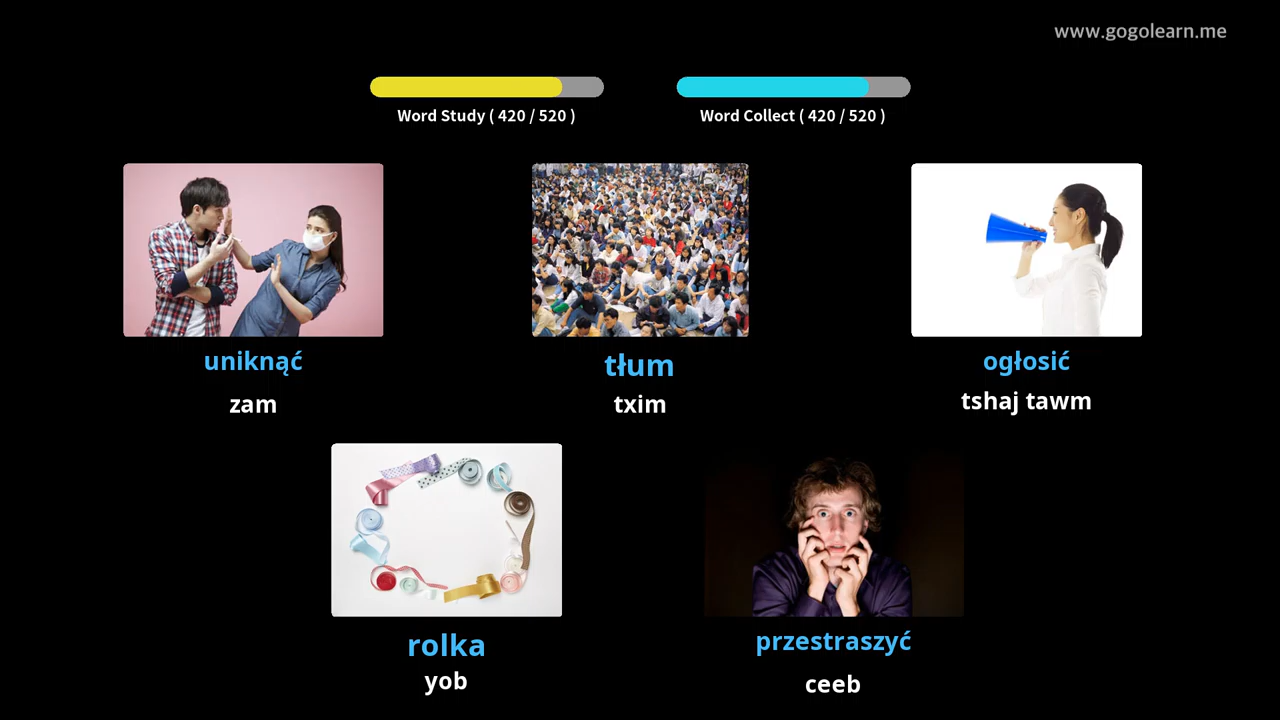 www.gogolearn.me
Word Study ( 420 / 520 )
Word Collect ( 420 / 520 )
uniknąć
zam
tłum
txim
ogłosić
tshaj tawm
rolka
yob
przestraszyć
ceeb